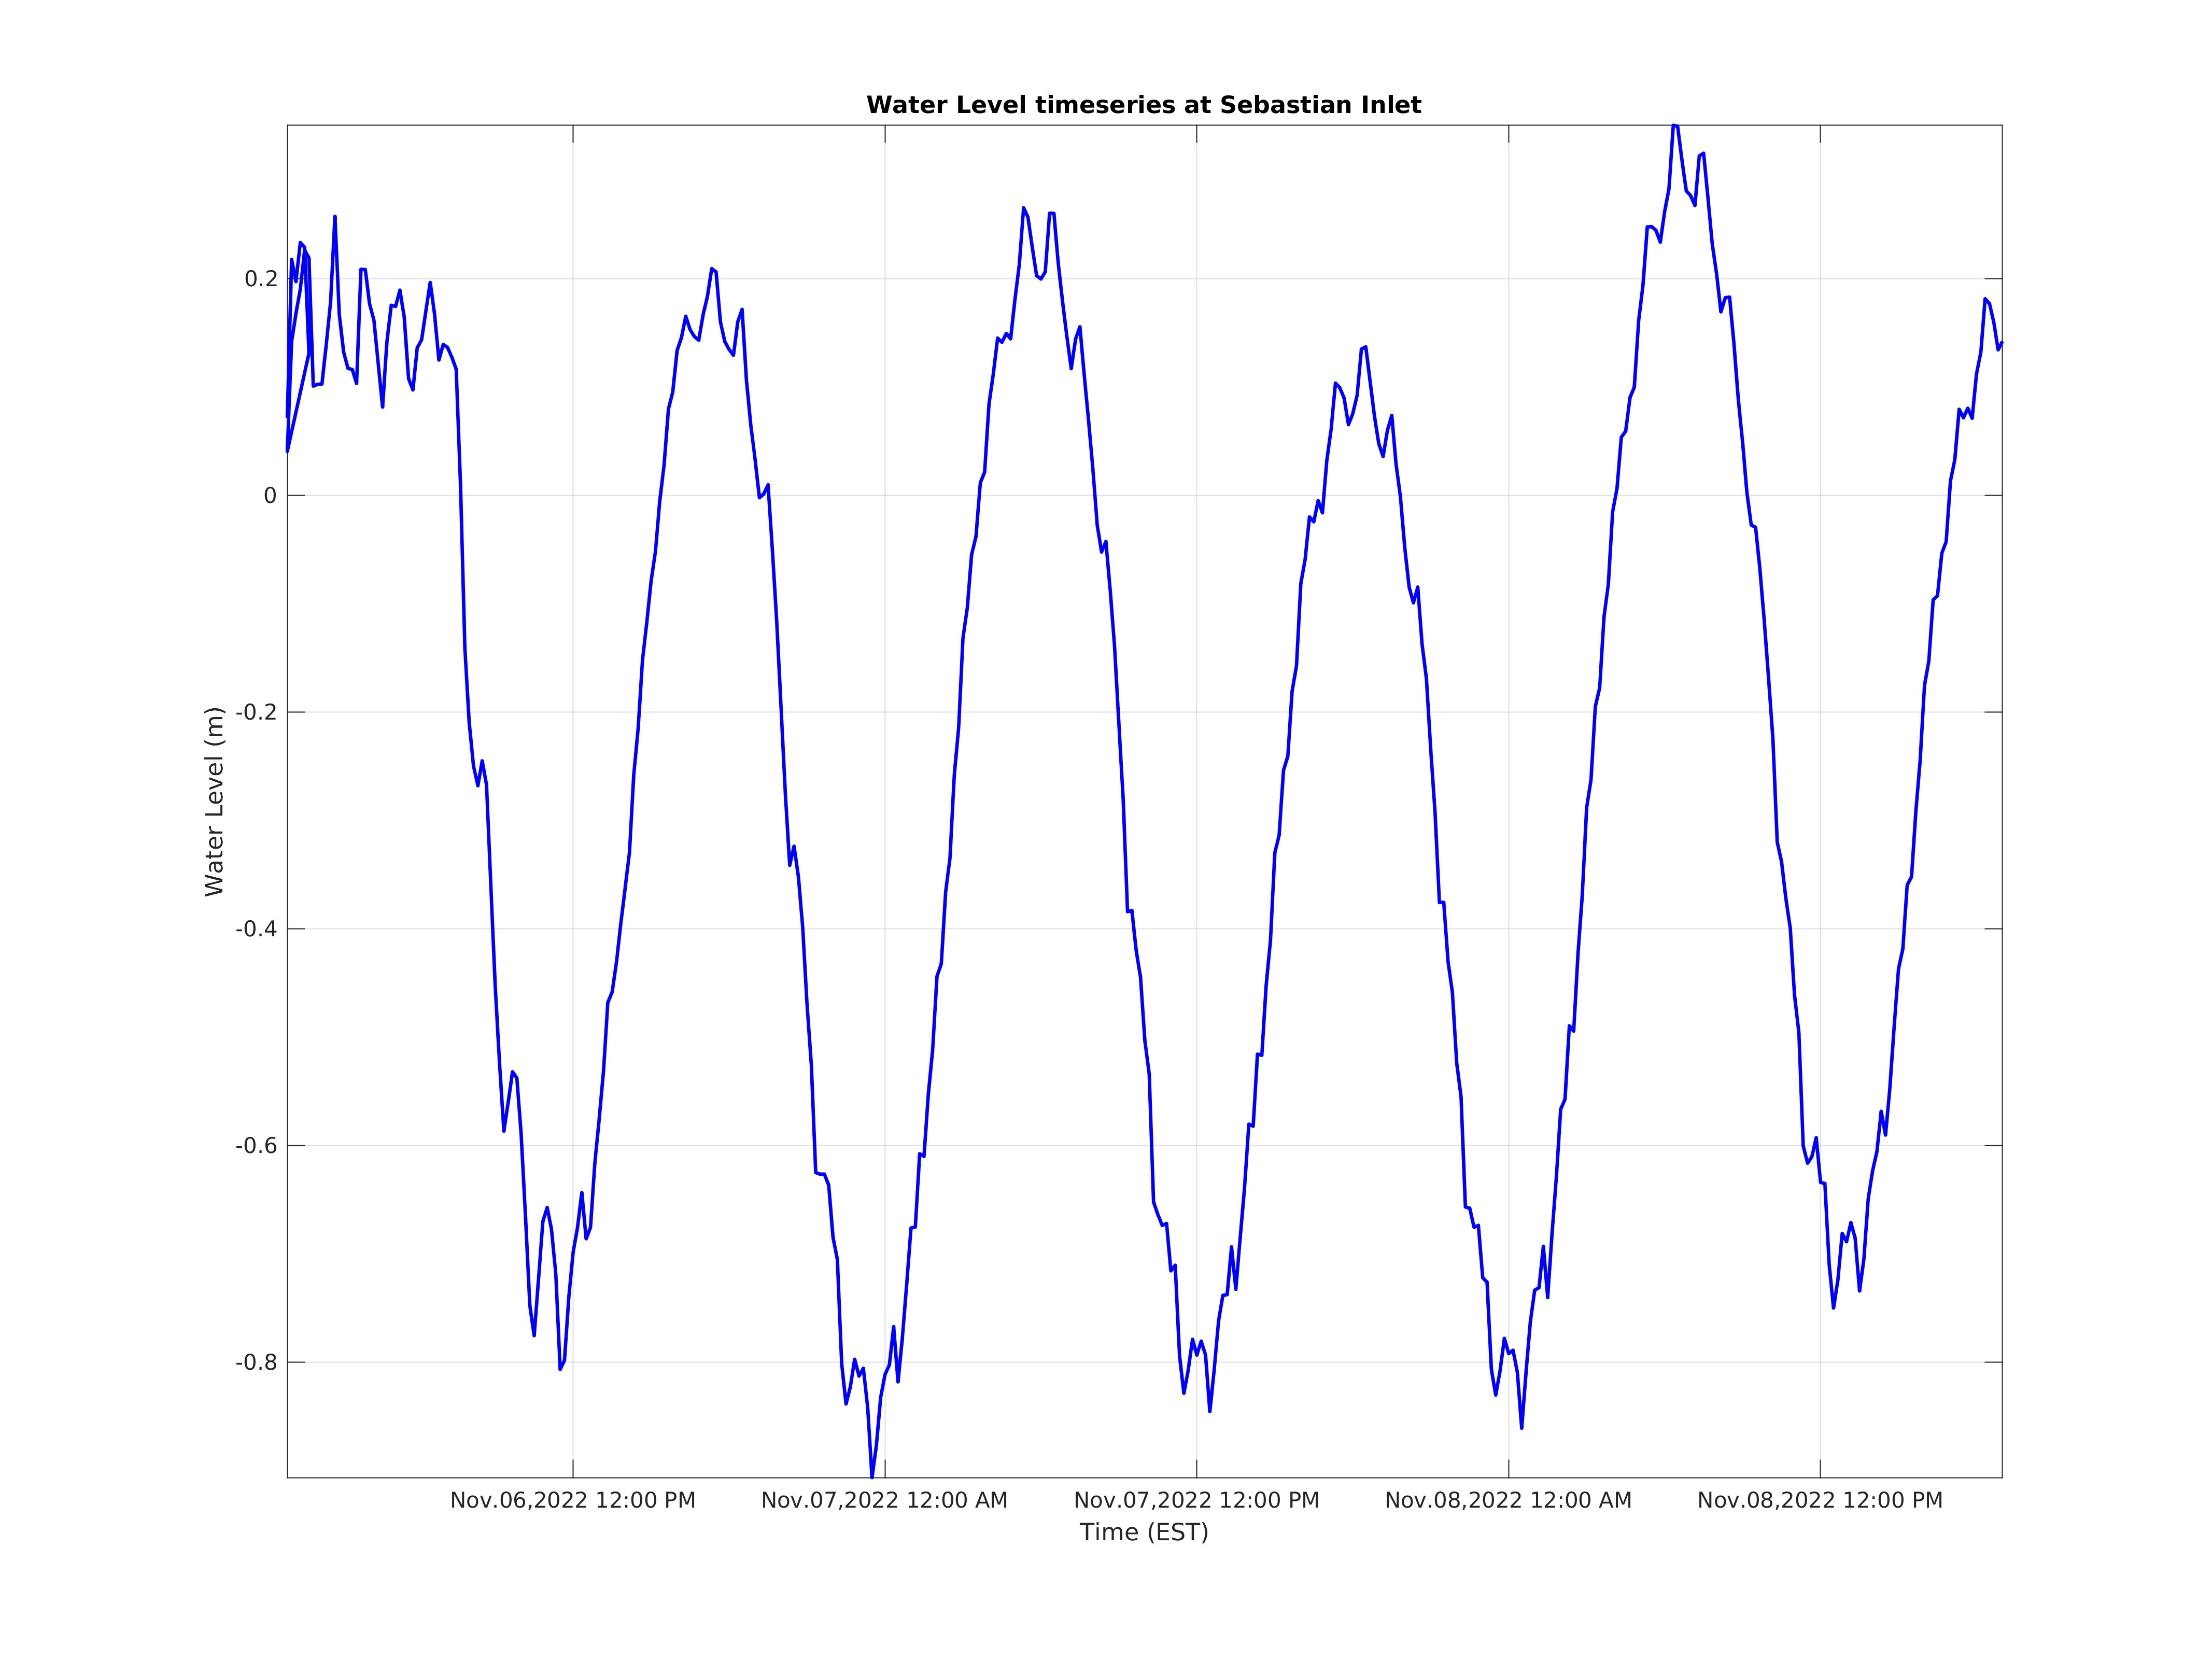 Water Level timeseries at Sebastian Inlet
0.2
0
-0.2
-0.4
-0.6
-0.8
Water Level (m)
Nov.06,2022 12:00 PM
Nov.07,2022 12:00 AM
Nov.07,2022 12:00 PM
Nov.08,2022 12:00 AM
Nov.08,2022 12:00 PM
Time (EST)